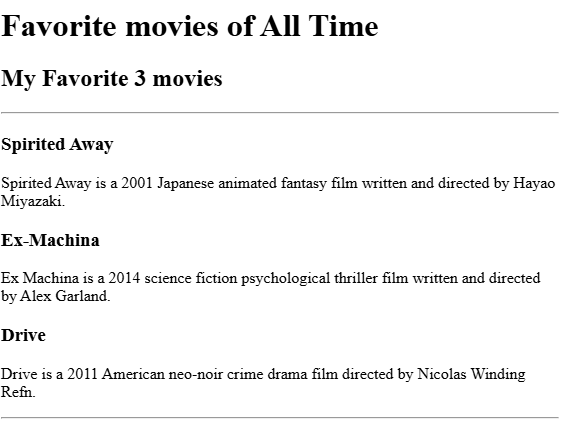 Favorite movies of All Time
My Favorite 3 movies
Spirited Away
Spirited Away is a 2001 Japanese animated fantasy film written and directed by Hayao
Miyazaki.
Ex-Machina
Ex Machina is a 2014 science fiction psychological thriller film written and directed
by Alex Garland.
Drive
Drive is a 2011 American neo-noir crime drama film directed by Nicolas Winding
Refn.